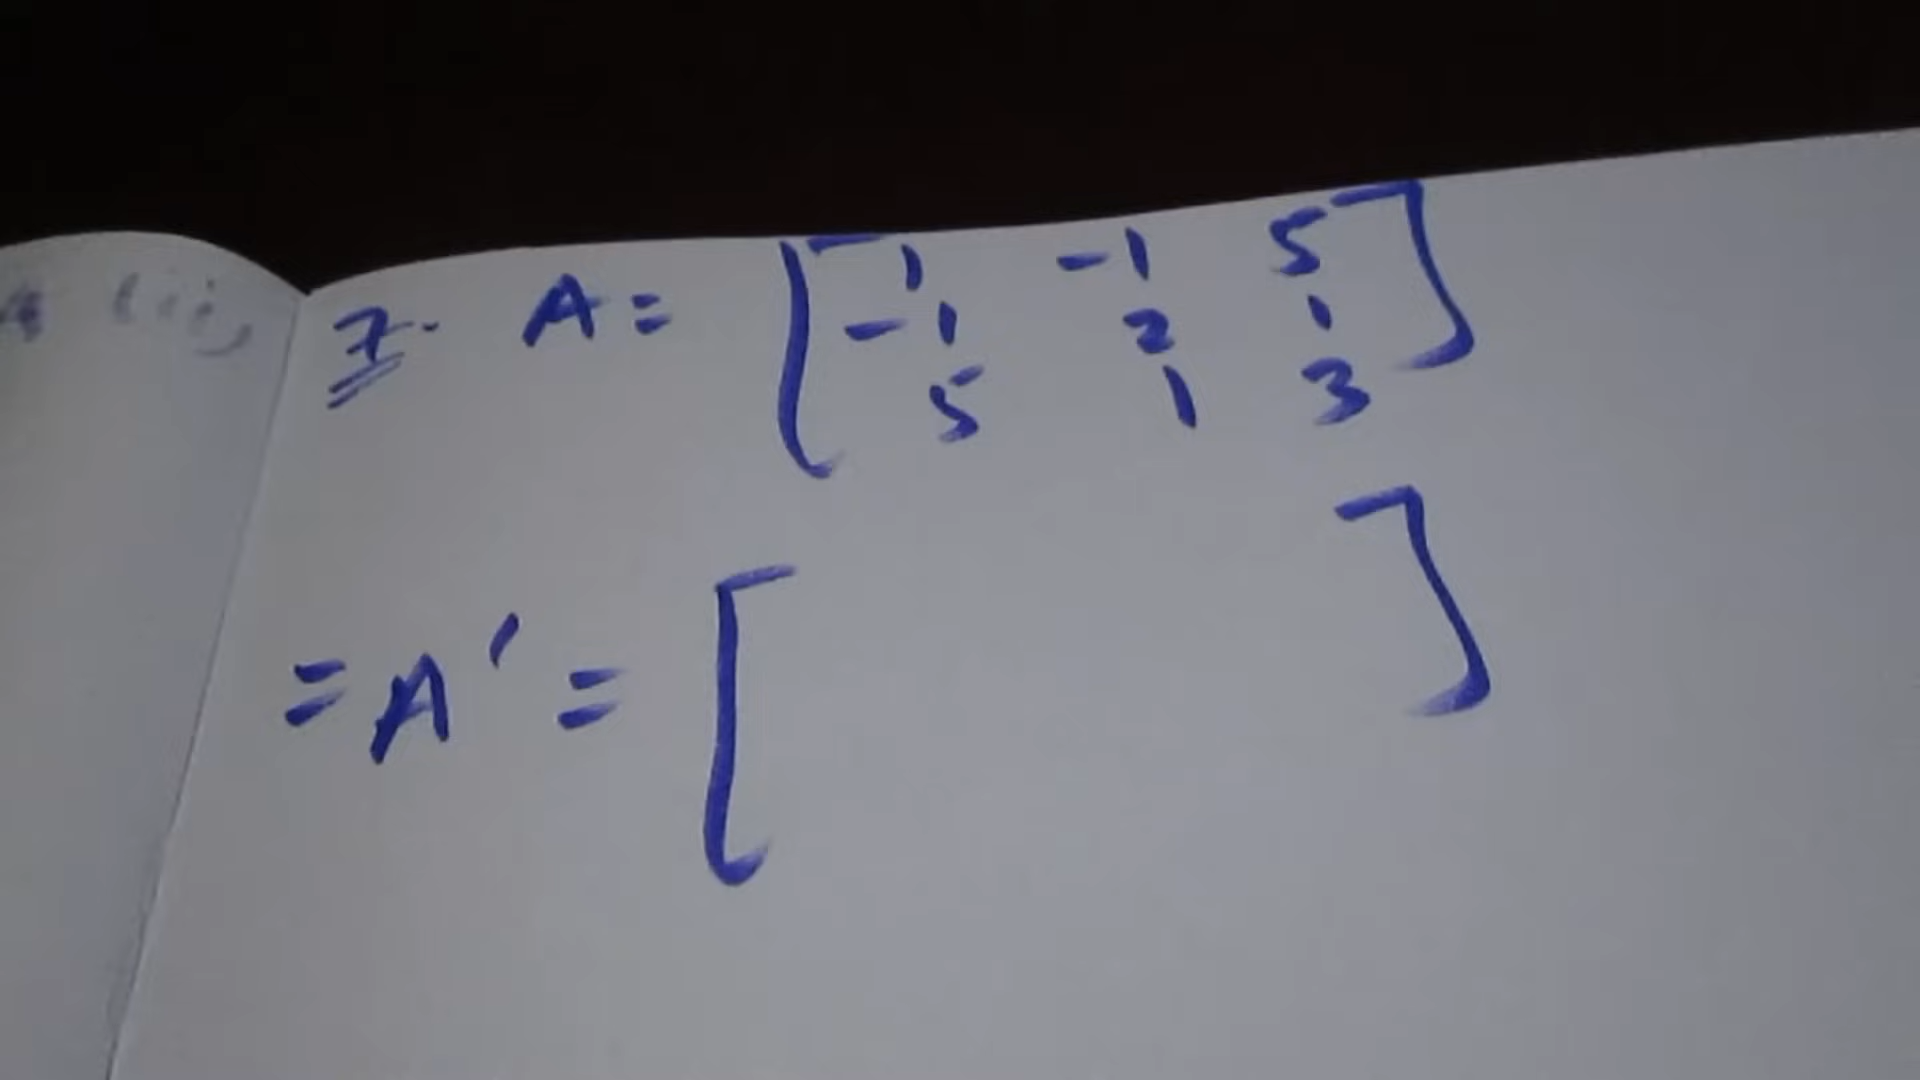 7. A = [ 1 -1 5
-1 2 1
5 1 3 ]
= A' = [ ]